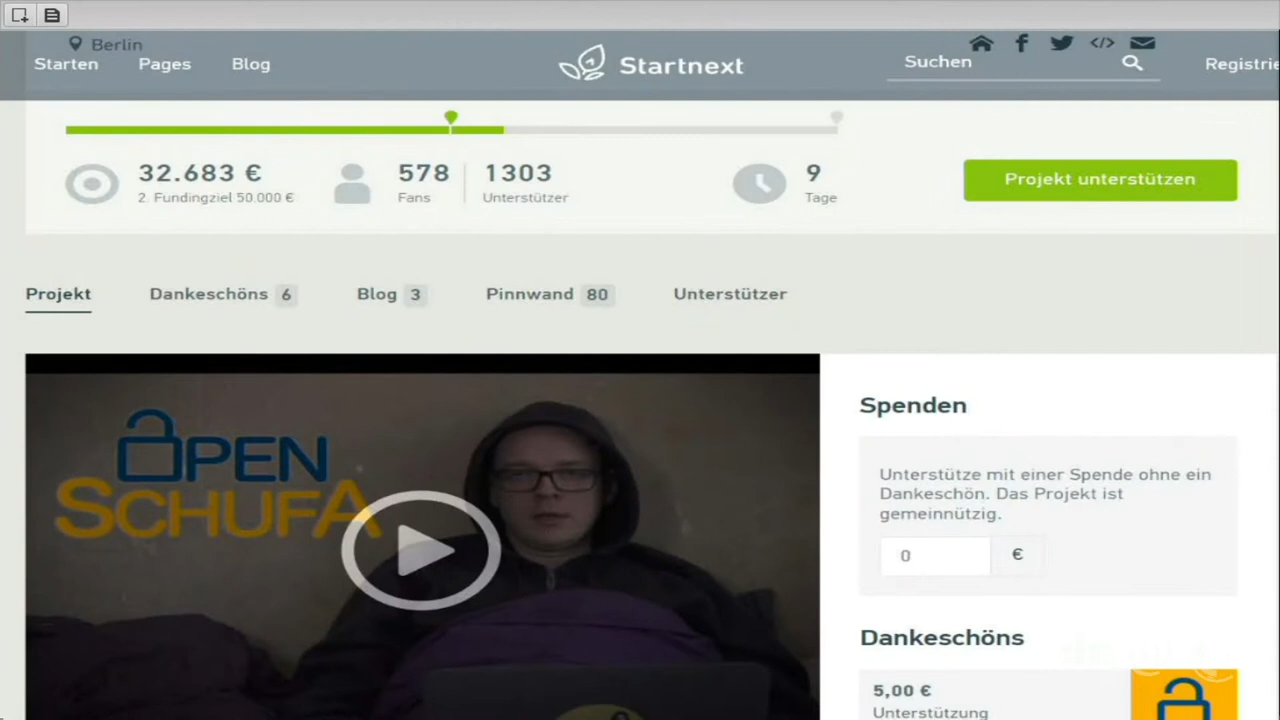 Berlin
Starten Pages Blog Startnext Suchen Registrie
32.683 € 578 1303 9 Projekt unterstützen
2. Fundingziel 50.000 € Fans Unterstützer Tage
Projekt Dankeschöns 6 Blog 3 Pinnwand 80 Unterstützer
OPEN
SCHUFA
Spenden
Unterstütze mit einer Spende ohne ein
Dankeschön. Das Projekt ist
gemeinnützig.
0 €
Dankeschöns
5,00 €
Unterstützung